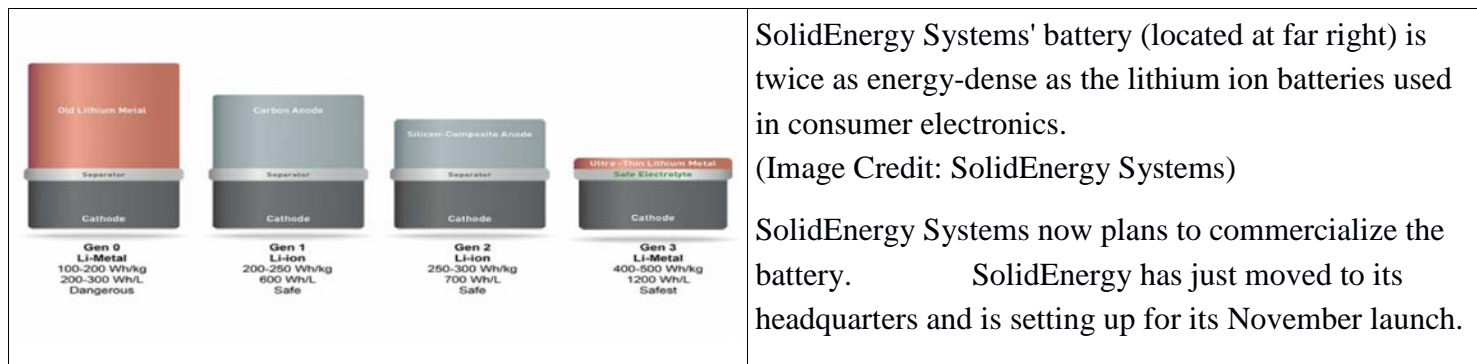 Old Lithium Metal
Separator
Cathode
Gen 0
Li-Metal
100-200 Wh/kg
200-300 Wh/L
Dangerous
Carbon Anode
Separator
Cathode
Gen 1
Li-ion
200-250 Wh/kg
600 Wh/L
Safe
Silicon-Composite Anode
Separator
Cathode
Gen 2
Li-ion
250-300 Wh/kg
700 Wh/L
Safe
Ultra-Thin Lithium Metal
Safe Electrolyte
Cathode
Gen 3
Li-Metal
400-500 Wh/kg
1200 Wh/L
Safest
SolidEnergy Systems' battery (located at far right) is
twice as energy-dense as the lithium ion batteries used
in consumer electronics.
(Image Credit: SolidEnergy Systems)
SolidEnergy Systems now plans to commercialize the
battery. SolidEnergy has just moved to its
headquarters and is setting up for its November launch.